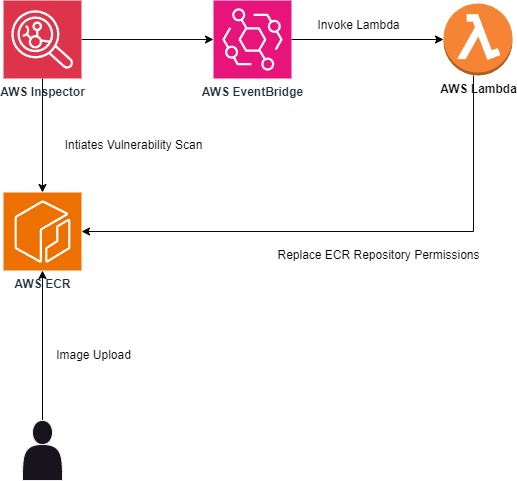 Invoke Lambda
AWS Inspector
AWS EventBridge
AWS Lambda
Intiates Vulnerability Scan
Replace ECR Repository Permissions
AWS ECR
Image Upload